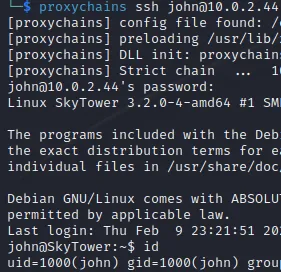 └─$ proxychains ssh john@10.0.2.44
[proxychains] config file found: /
[proxychains] preloading /usr/lib/
[proxychains] DLL init: proxychain
[proxychains] Strict chain ... 1
john@10.0.2.44's password:
Linux SkyTower 3.2.0-4-amd64 #1 SM
The programs included with the Deb
the exact distribution terms for e
individual files in /usr/share/doc
Debian GNU/Linux comes with ABSOLU
permitted by applicable law.
Last login: Thu Feb 9 23:21:51 20
john@SkyTower:~$ id
uid=1000(john) gid=1000(john) grou